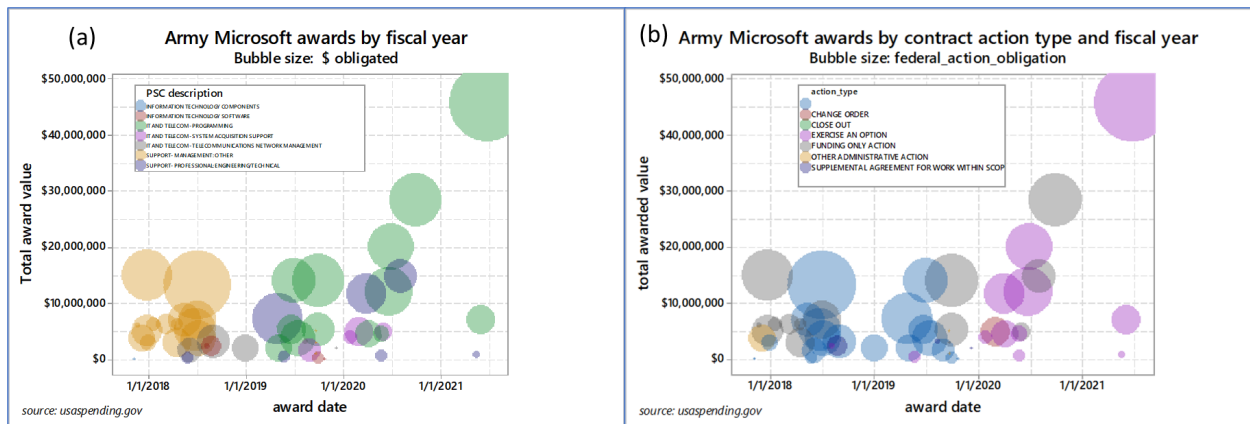 (a)
Army Microsoft awards by fiscal year
Bubble size: $ obligated
PSC description
INFORMATION TECHNOLOGY COMPONENTS
INFORMATION TECHNOLOGY SOFTWARE
IT AND TELECOM- PROGRAMMING
IT AND TELECOM- SYSTEM ACQUISITION SUPPORT
IT AND TELECOM- TELECOMMUNICATIONS NETWORK MANAGEMENT
SUPPORT- MANAGEMENT: OTHER
SUPPORT- PROFESSIONAL: ENGINEERING/TECHNICAL
Total award value
$50,000,000
$40,000,000
$30,000,000
$20,000,000
$10,000,000
$0
1/1/2018 1/1/2019 1/1/2020 1/1/2021
award date
source: usaspending.gov
(b)
Army Microsoft awards by contract action type and fiscal year
Bubble size: federal_action_obligation
action_type
CHANGE ORDER
CLOSE OUT
EXERCISE AN OPTION
FUNDING ONLY ACTION
OTHER ADMINISTRATIVE ACTION
SUPPLEMENTAL AGREEMENT FOR WORK WITHIN SCOP
total awarded value
$50,000,000
$40,000,000
$30,000,000
$20,000,000
$10,000,000
$0
1/1/2018 1/1/2019 1/1/2020 1/1/2021
award date
source: usaspending.gov